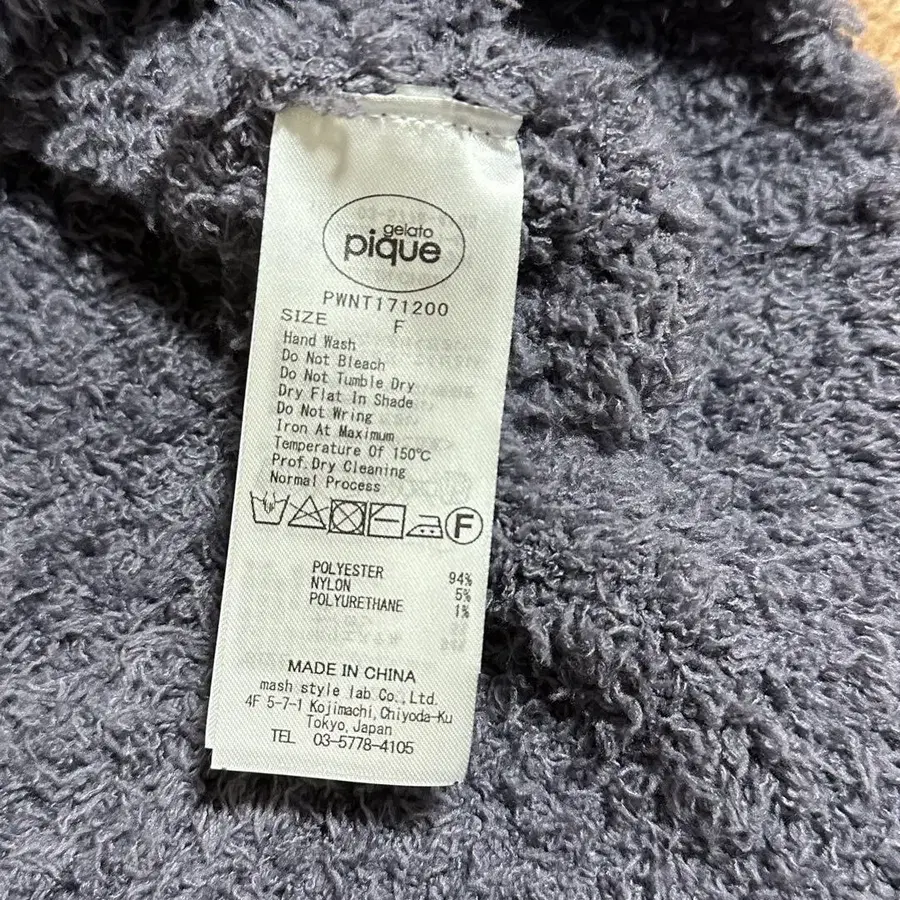 gelato
pique
PWNT171200
SIZE F
Hand Wash
Do Not Bleach
Do Not Tumble Dry
Dry Flat In Shade
Do Not Wring
Iron At Maximum
Temperature Of 150℃
Prof. Dry Cleaning
Normal Process
F
POLYESTER 94%
NYLON 5%
POLYURETHANE 1%
MADE IN CHINA
mash style lab Co., Ltd.
4F 5-7-1 Kojimachi, Chiyoda-Ku
Tokyo, Japan
TEL 03-5778-4105